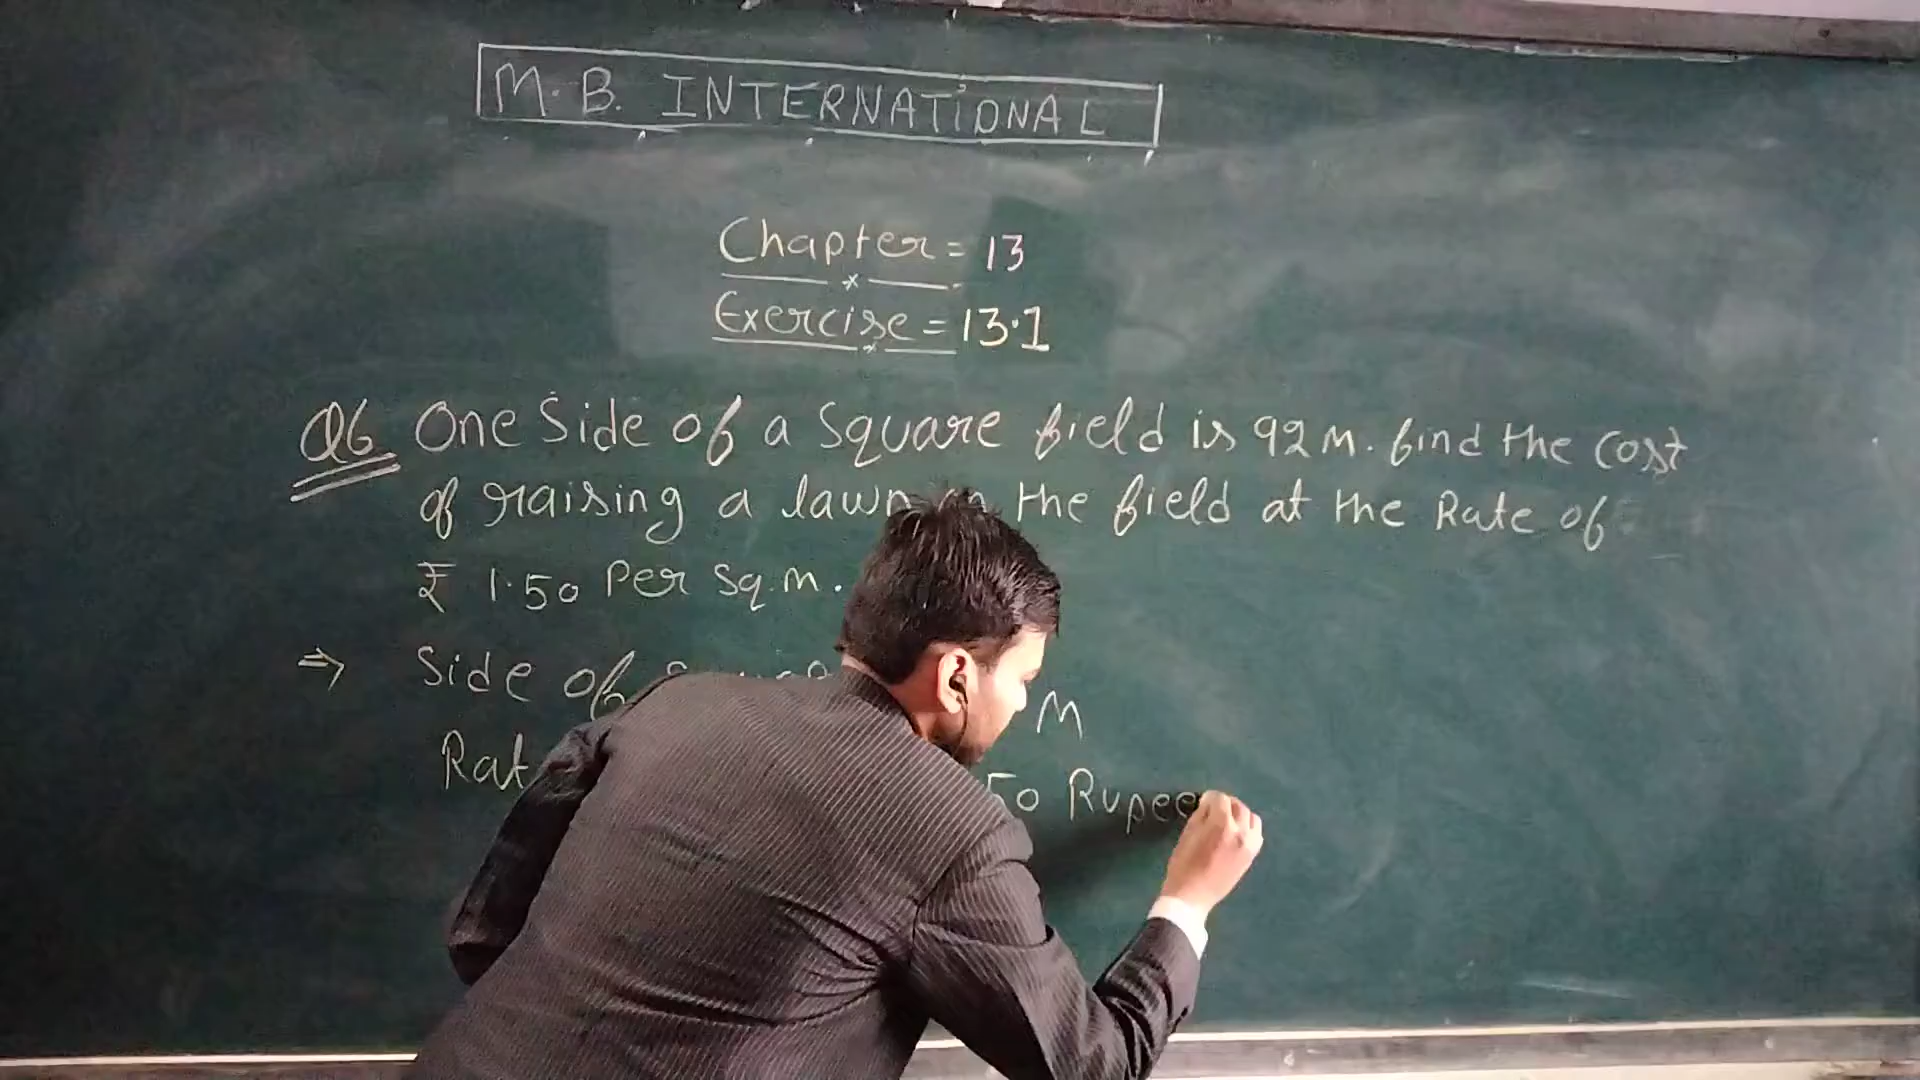 M.B. INTERNATIONAL
Chapter = 13
Exercise = 13.1
Q6 One Side of a Square field is 92 M. find the cost
of raising a lawn the field at the Rate of
₹ 1.50 Per Sq.m.
⇒ Side of M
50 Rupee